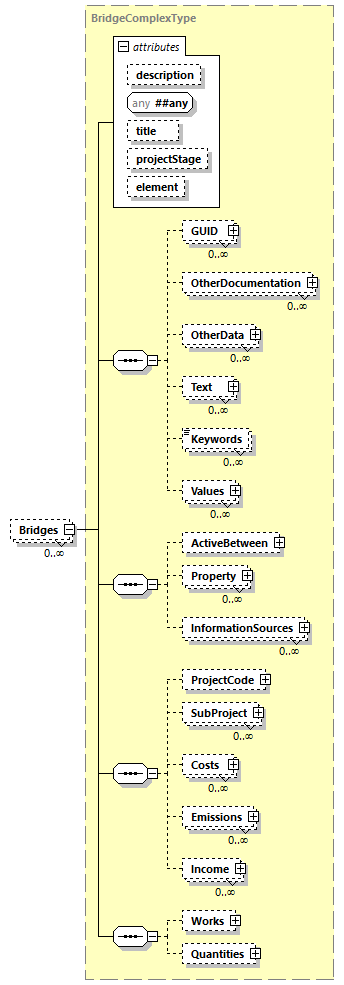 BridgeComplexType
attributes
description
any ##any
title
projectStage
element
GUID
0..∞
OtherDocumentation
0..∞
OtherData
0..∞
Text
0..∞
Keywords
0..∞
Values
0..∞
Bridges
0..∞
ActiveBetween
Property
0..∞
InformationSources
0..∞
ProjectCode
SubProject
0..∞
Costs
0..∞
Emissions
0..∞
Income
0..∞
Works
Quantities